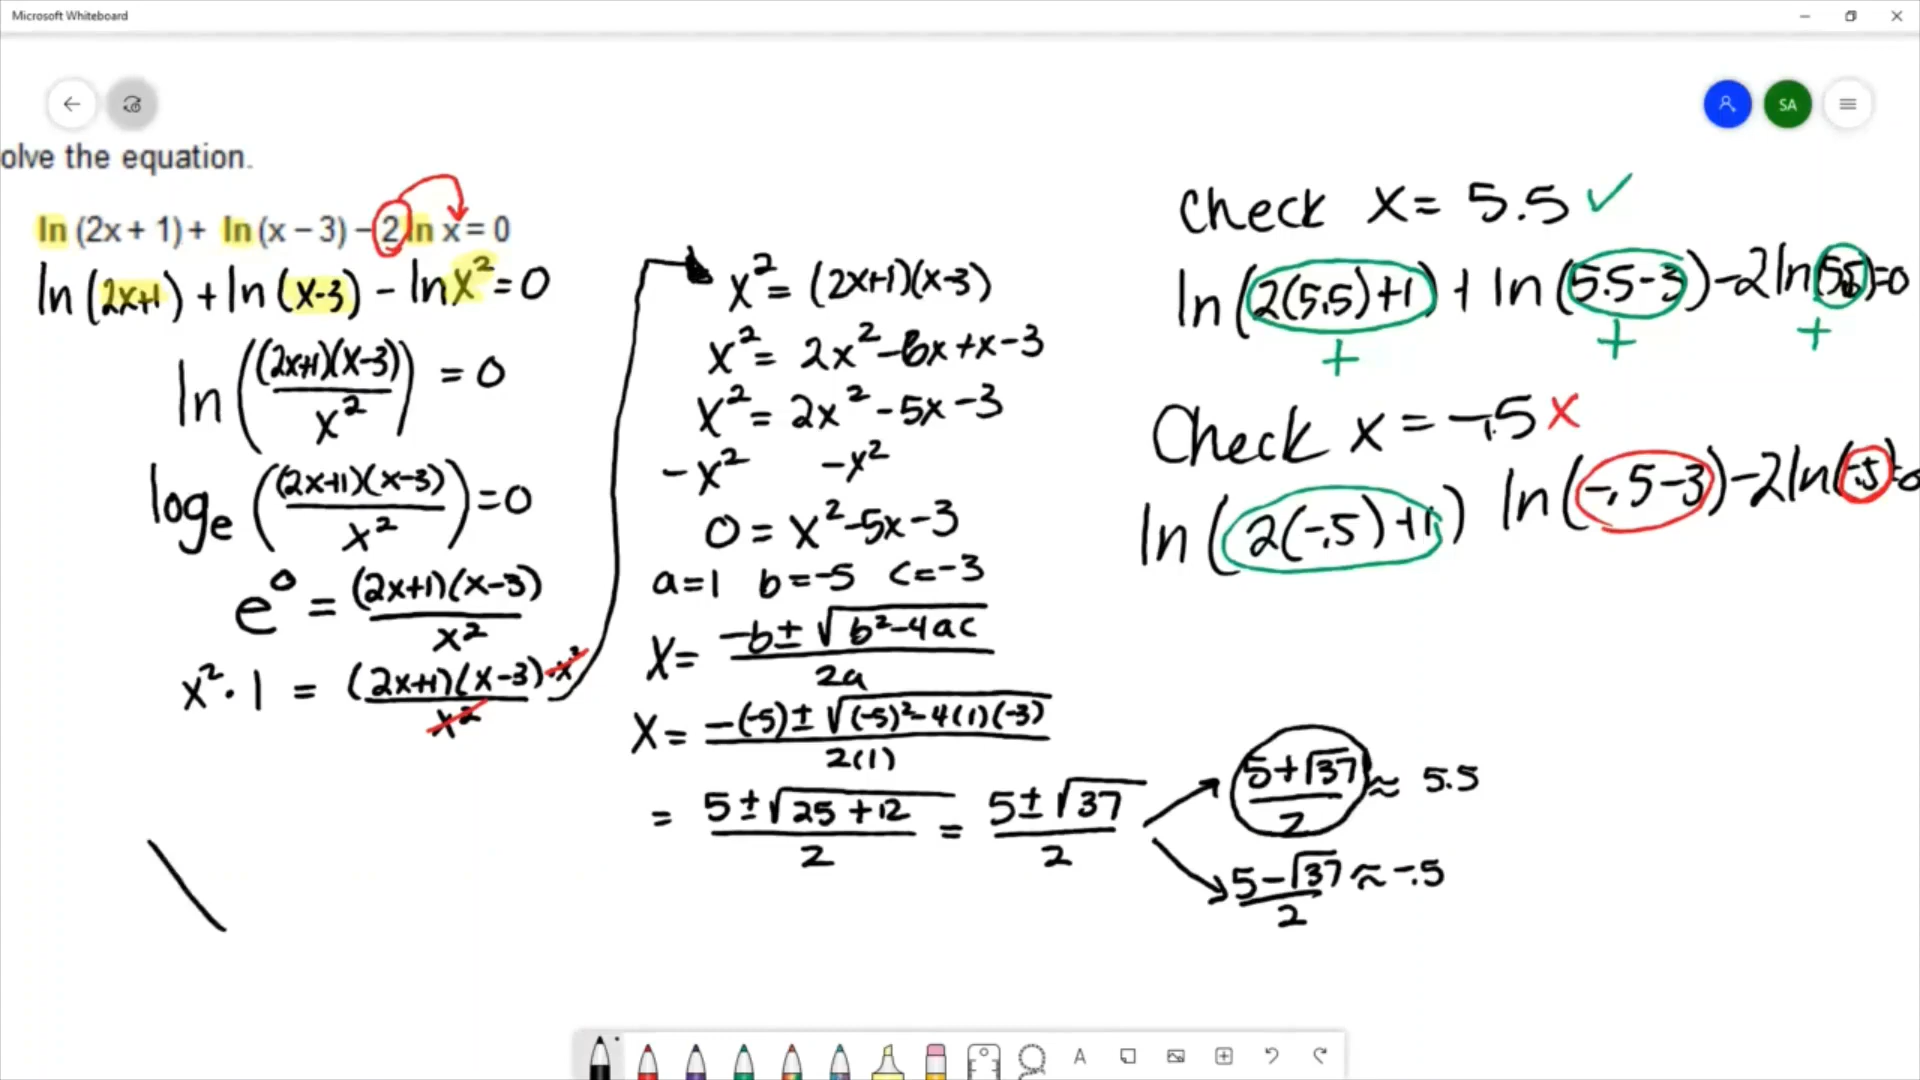 Microsoft Whiteboard
SA
olve the equation.
ln (2x + 1) + ln (x − 3) − 2 ln x = 0
ln (2x+1) + ln (x-3) - ln x² = 0
ln ((2x+1)(x-3) / x²) = 0
logₑ ((2x+1)(x-3) / x²) = 0
e⁰ = (2x+1)(x-3) / x²
x² · 1 = (2x+1)(x-3) · x² / x²
x² = (2x+1)(x-3)
x² = 2x² - 6x + x - 3
x² = 2x² - 5x - 3
-x² -x²
0 = x² - 5x - 3
a=1 b=-5 c=-3
x = -b ± √b²-4ac / 2a
x = -(-5) ± √(-5)²-4(1)(-3) / 2(1)
= 5 ± √25+12 / 2 = 5 ± √37 / 2
5+√37 / 2 ≈ 5.5
5-√37 / 2 ≈ -.5
Check x = 5.5 ✓
ln (2(5.5)+1) + ln (5.5-3) - 2 ln (5.5) = 0
+ + +
Check x = -.5 x
ln (2(-.5)+1) ln (-.5-3) - 2 ln (-.5) = 0
A